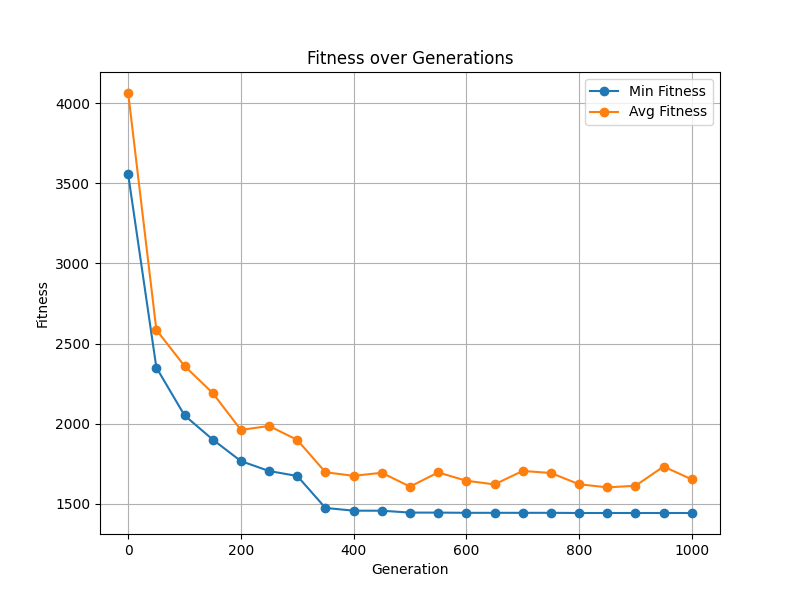 Fitness over Generations
Min Fitness
Avg Fitness
4000
3500
3000
2500
2000
1500
Fitness
0 200 400 600 800 1000
Generation